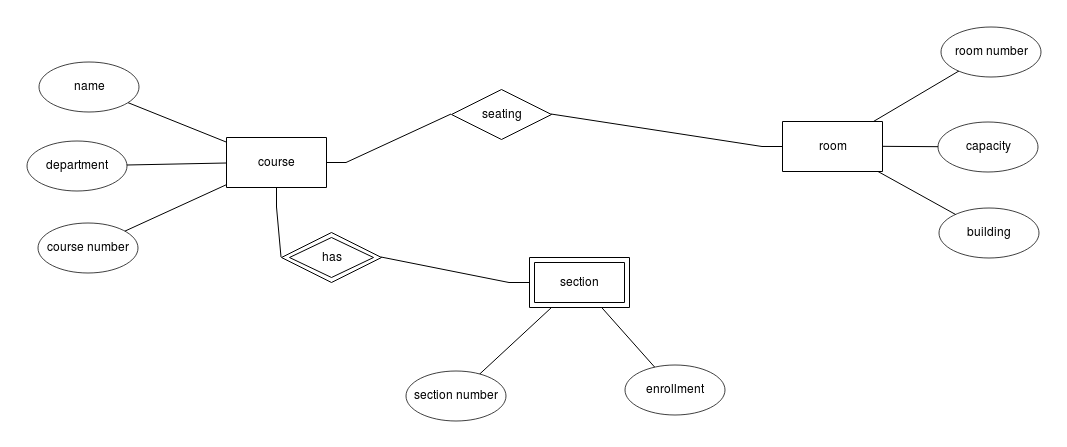 room number
name
seating
course
department
room
capacity
course number
has
building
section
section number
enrollment